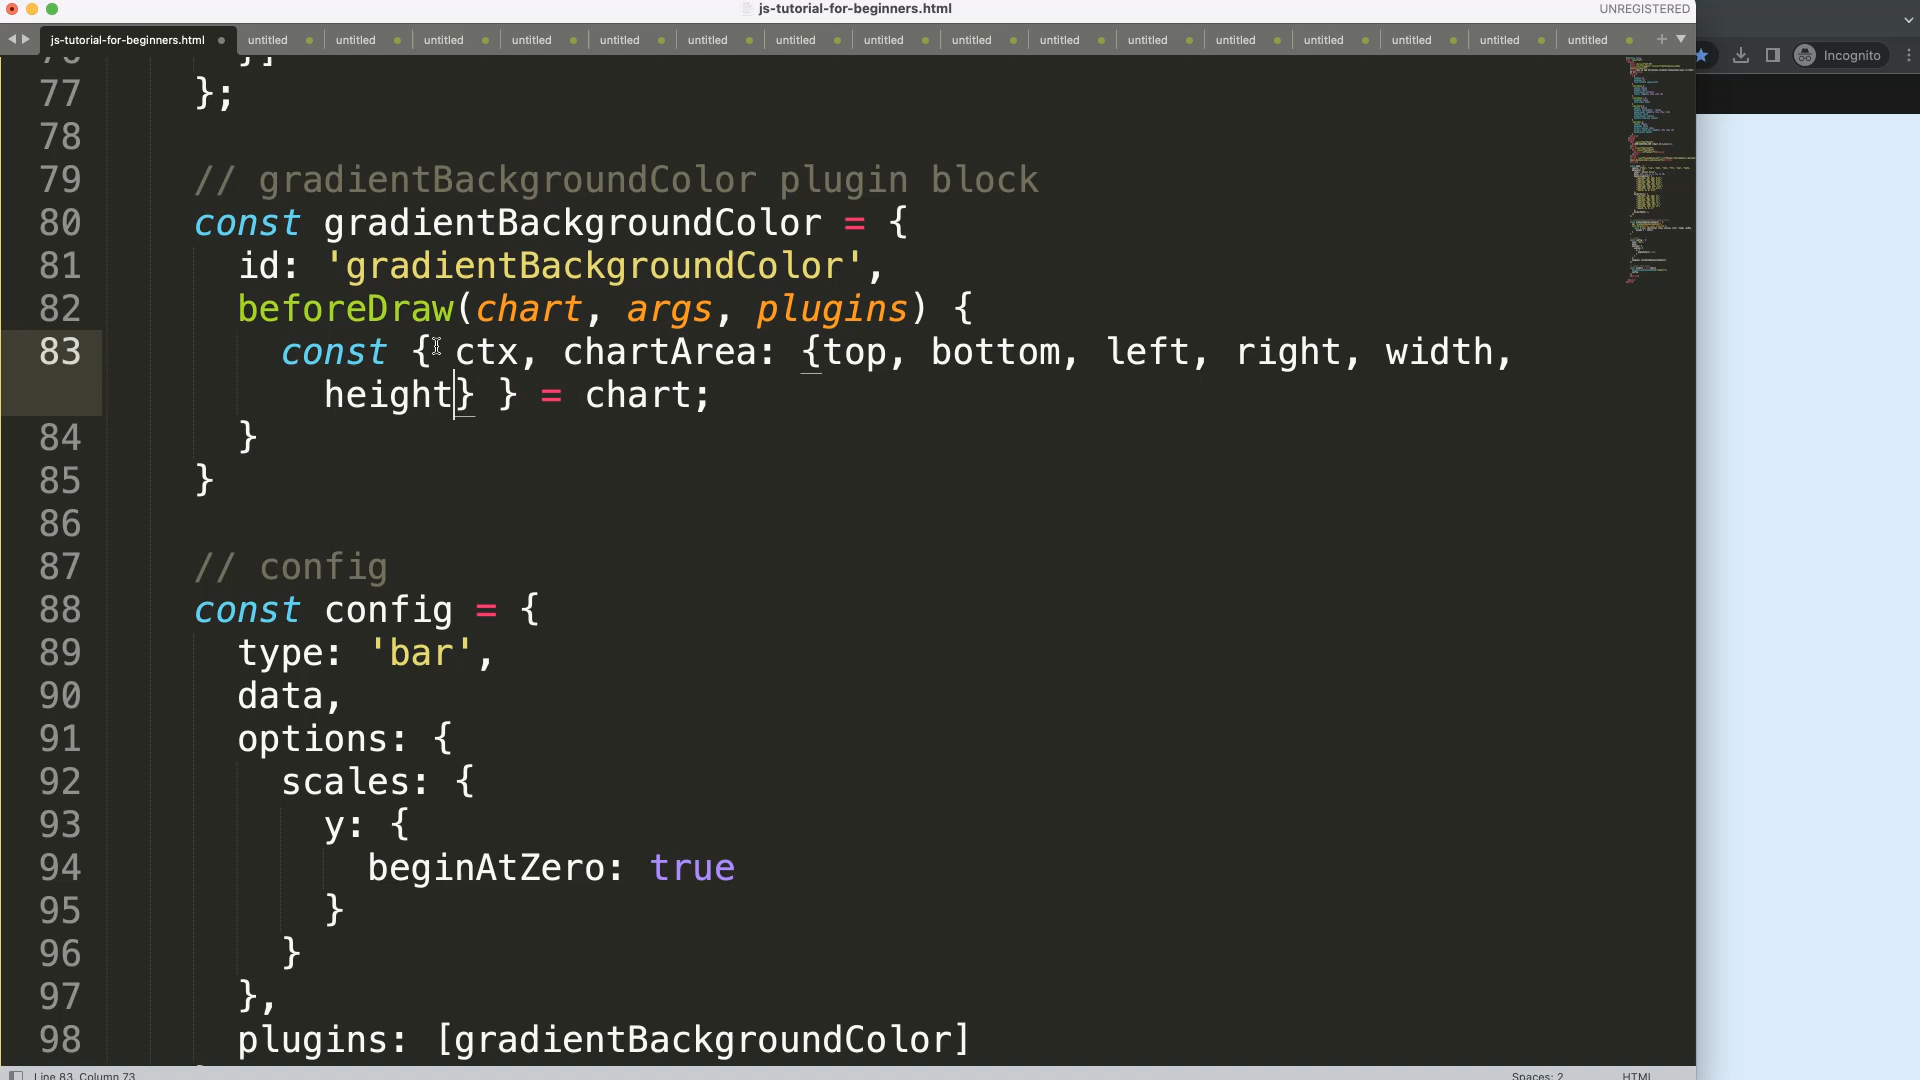 js-tutorial-for-beginners.html
UNREGISTERED
js-tutorial-for-beginners.html untitled untitled untitled untitled untitled untitled untitled untitled untitled untitled untitled untitled untitled untitled untitled untitled
Incognito
77 };
78
79 // gradientBackgroundColor plugin block
80 const gradientBackgroundColor = {
81 id: 'gradientBackgroundColor',
82 beforeDraw(chart, args, plugins) {
83 const { ctx, chartArea: {top, bottom, left, right, width,
height} } = chart;
84 }
85 }
86
87 // config
88 const config = {
89 type: 'bar',
90 data,
91 options: {
92 scales: {
93 y: {
94 beginAtZero: true
95 }
96 }
97 },
98 plugins: [gradientBackgroundColor]
Line 83, Column 73 Spaces: 2 HTML